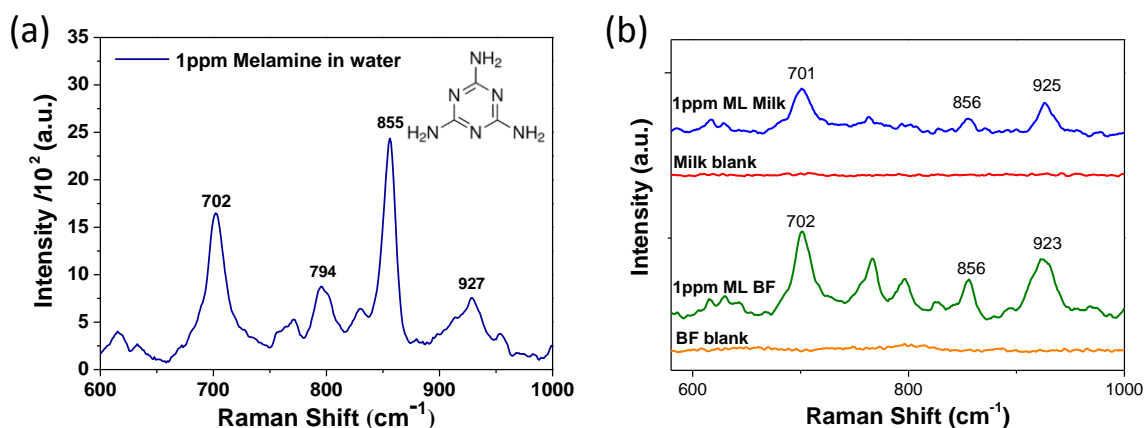 (a)
35
30
25
20
15
10
5
0
Intensity /10² (a.u.)
1ppm Melamine in water
NH₂
N
N
H₂N
N
NH₂
702
794
855
927
600
700
800
900
1000
Raman Shift (cm⁻¹)
(b)
Intensity (a.u.)
1ppm ML Milk
701
856
925
Milk blank
1ppm ML BF
702
856
923
BF blank
600
800
1000
Raman Shift (cm⁻¹)